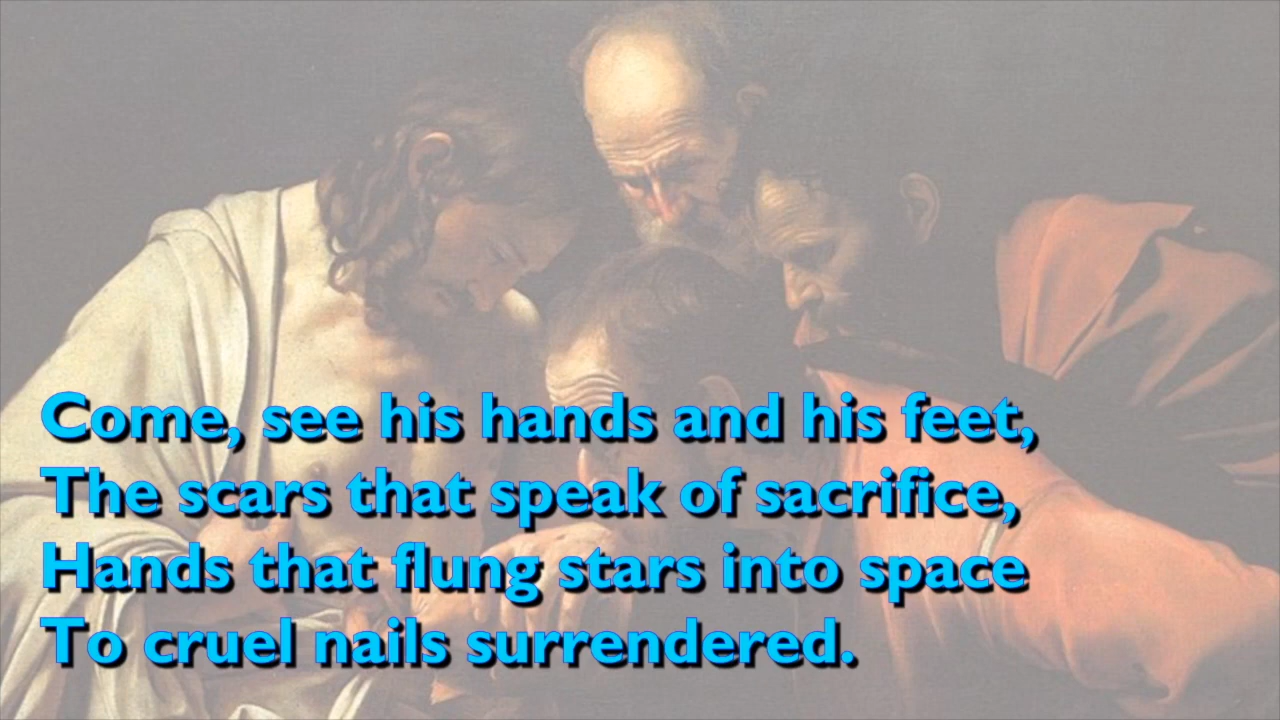 Come, see his hands and his feet,
The scars that speak of sacrifice,
Hands that flung stars into space
To cruel nails surrendered.